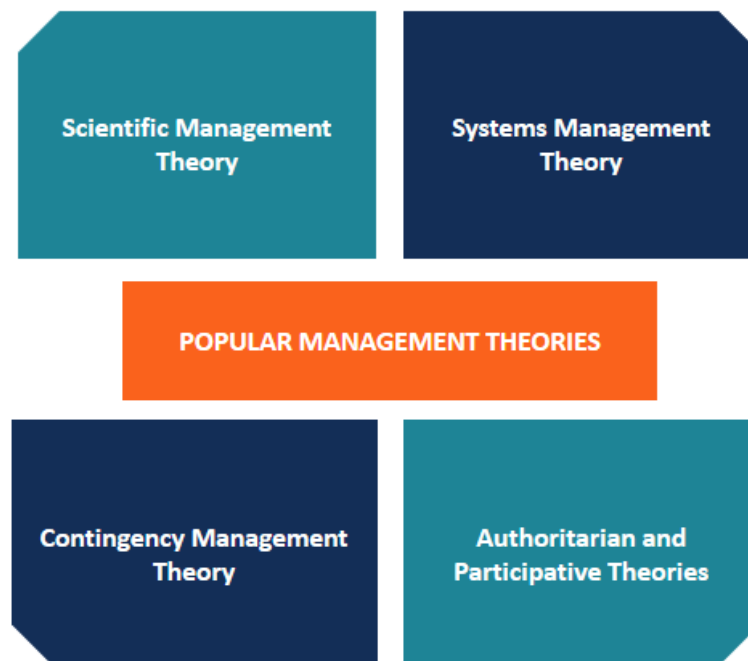 Scientific Management
Theory
Systems Management
Theory
POPULAR MANAGEMENT THEORIES
Contingency Management
Theory
Authoritarian and
Participative Theories